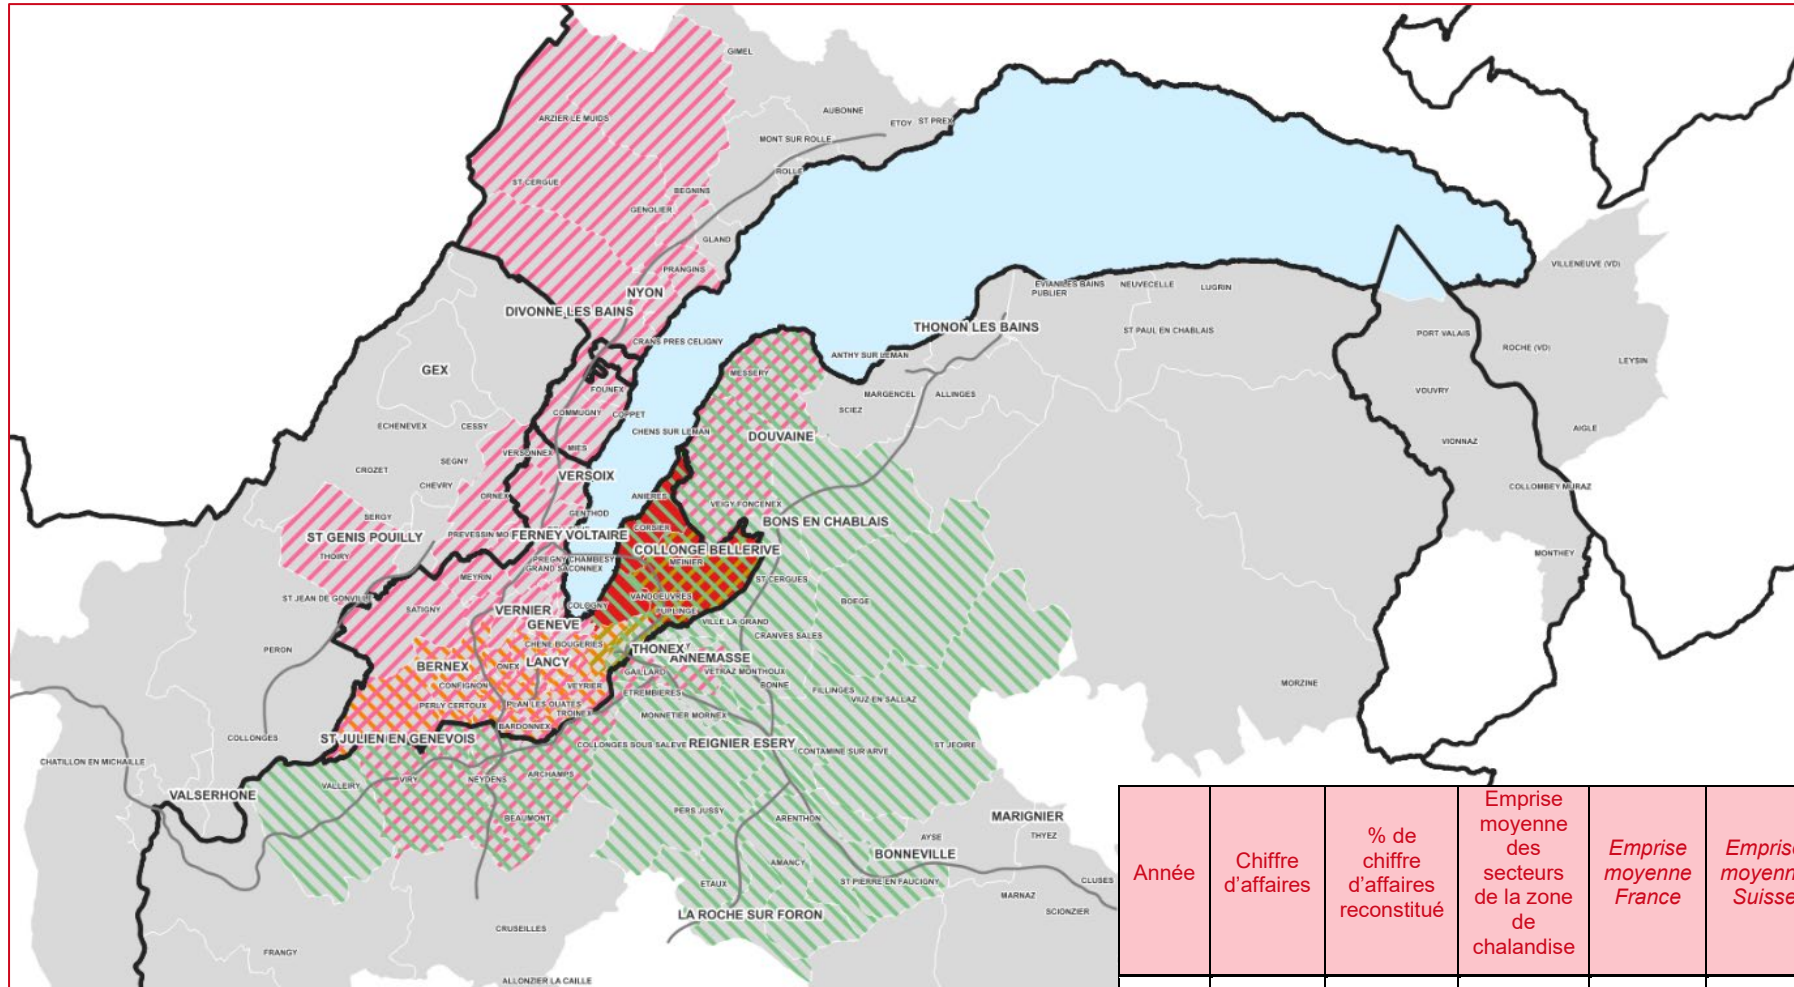 GIMEL
AUBONNE
ETOY
ST PREX
ARZIER LE MUIDS
MONT SUR ROLLE
ROLLE
ST CERGUE
BEGNINS
GENOLIER
GLAND
PRANGINS
VILLENEUVE (VD)
NYON
EVIAN LES BAINS
NEUVECELLE
LUGRIN
PUBLIER
DIVONNE LES BAINS
THONON LES BAINS
ST PAUL EN CHABLAIS
PORT VALAIS
CRANS PRES CELIGNY
ROCHE (VD)
ANTHY SUR LEMAN
LEYSIN
GEX
MESSERY
FOUNEX
MARGENCEL
ALLINGES
VOUVRY
SCIEZ
COMMUGNY
COPPET
ECHENEVEX
CESSY
CHENS SUR LEMAN
DOUVAINE
AIGLE
VIONNAZ
MIES
VERSONNEX
SEGNY
CROZET
VERSOIX
CHEVRY
ORNEX
ANIERES
COLLOMBEY MURAZ
VEIGY FONCENEX
GENTHOD
SERGY
BONS EN CHABLAIS
CORSIER
ST GENIS POUILLY
PREVESSIN MO
FERNEY VOLTAIRE
COLLONGE BELLERIVE
THOIRY
MONTHEY
PREGNY CHAMBESY
MEINIER
GRAND SACONNEX
MEYRIN
ST CERGUES
ST JEAN DE GONVILLE
VANDOEUVRES
BOEGE
COLOGNY
SATIGNY
VERNIER
PUPLINGE
GENEVE
VILLE LA GRAND
CRANVES SALES
CHENE BOUGERIES
PERON
THONEX
ANNEMASSE
BERNEX
ONEX
LANCY
GAILLARD
VETRAZ MONTHOUX
CONFIGNON
VEYRIER
BONNE
MORZINE
ETREMBIERES
FILLINGES
VIUZ EN SALLAZ
PERLY CERTOUX
PLAN LES OUATES
TROINEX
MONNETIER MORNEX
BARDONNEX
COLLONGES
ST JULIEN EN GENEVOIS
COLLONGES SOUS SALEVE
REIGNIER ESERY
ST JEOIRE
CONTAMINE SUR ARVE
CHATILLON EN MICHAILLE
ARCHAMPS
VIRY
NEYDENS
VALLEIRY
VALSERHONE
PERS JUSSY
BEAUMONT
ARENTHON
MARIGNIER
AYSE
THYEZ
BONNEVILLE
AMANCY
ETAUX
ST PIERRE EN FAUCIGNY
CLUSES
MARNAZ
SCIONZIER
LA ROCHE SUR FORON
CRUSEILLES
FRANGY
ALLONZIER LA CAILLE
Année
Chiffre
d'affaires
% de
chiffre
d'affaires
reconstitué
Emprise
moyenne
des
secteurs
de la zone
de
chalandise
Emprise
moyenne
France
Emprise
moyenne
Suisse